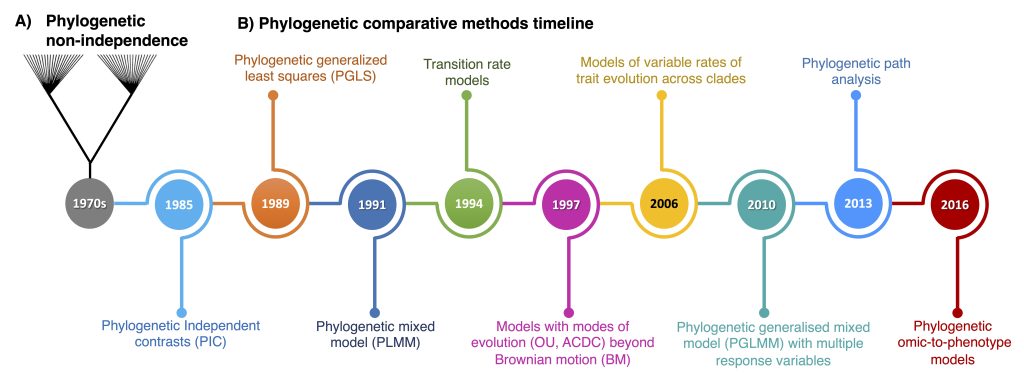 A) Phylogenetic
non-independence
B) Phylogenetic comparative methods timeline
Phylogenetic generalized
least squares (PGLS)
Transition rate
models
Models of variable rates of
trait evolution across clades
Phylogenetic path
analysis
1970s
1985
1989
1991
1994
1997
2006
2010
2013
2016
Phylogenetic Independent
contrasts (PIC)
Phylogenetic mixed
model (PLMM)
Models with modes of
evolution (OU, ACDC) beyond
Brownian motion (BM)
Phylogenetic generalised mixed
model (PGLMM) with multiple
response variables
Phylogenetic
omic-to-phenotype
models